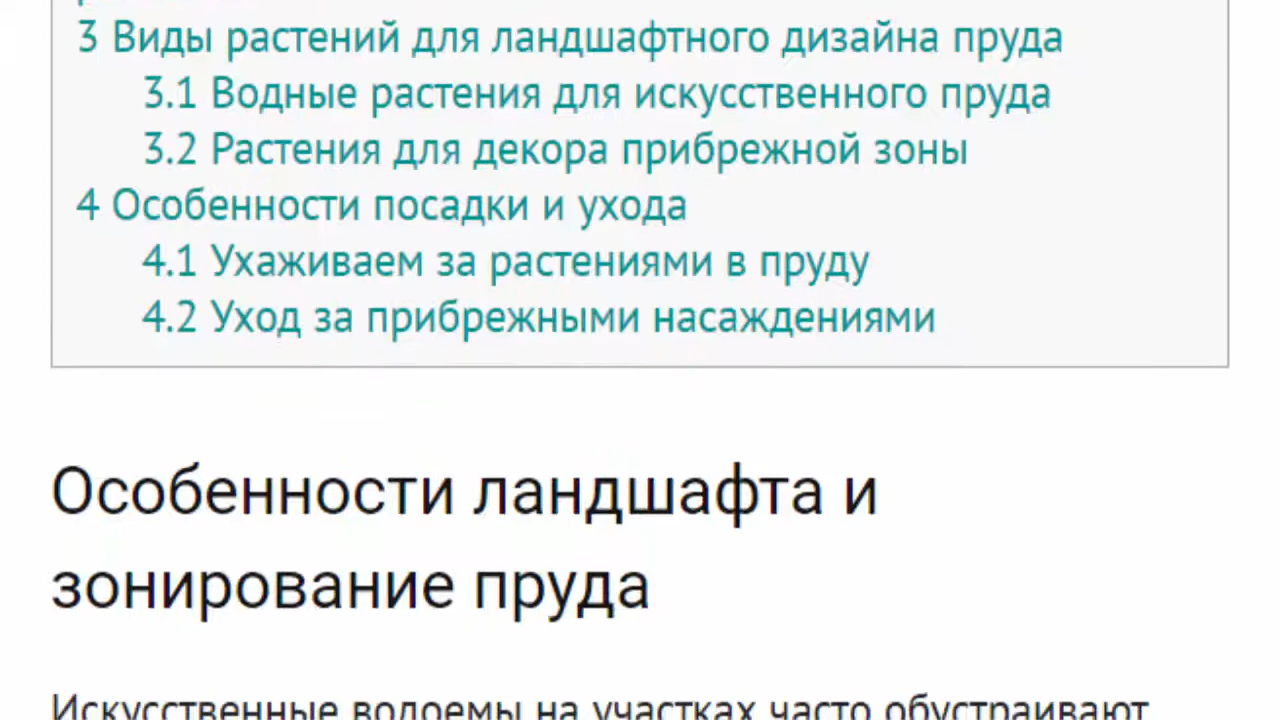 3 Виды растений для ландшафтного дизайна пруда
3.1 Водные растения для искусственного пруда
3.2 Растения для декора прибрежной зоны
4 Особенности посадки и ухода
4.1 Ухаживаем за растениями в пруду
4.2 Уход за прибрежными насаждениями
Особенности ландшафта и
зонирование пруда
Искусственные водоемы на участках часто обустраивают